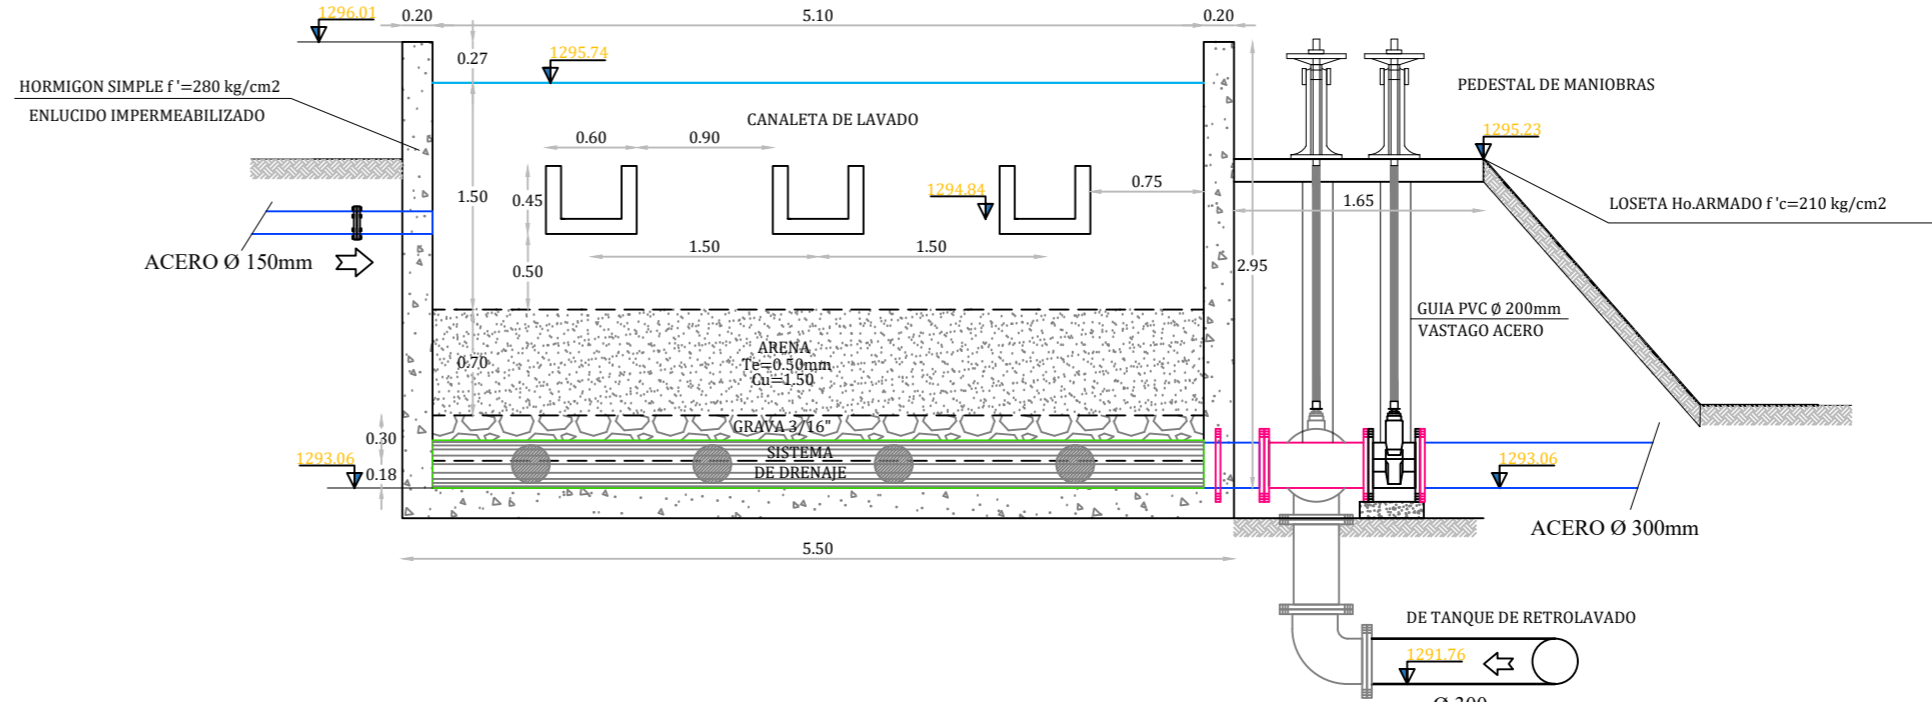 1296.01
0.20
5.10
0.20
0.27
1295.74
HORMIGON SIMPLE f '=280 kg/cm2
ENLUCIDO IMPERMEABILIZADO
PEDESTAL DE MANIOBRAS
CANALETA DE LAVADO
1295.23
0.60
0.90
0.75
1.50
0.45
1294.84
1.65
LOSETA Ho.ARMADO f 'c=210 kg/cm2
1.50
1.50
ACERO Ø 150mm
0.50
2.95
GUIA PVC Ø 200mm
VASTAGO ACERO
ARENA
Te=0.50mm
Cu=1.50
0.70
GRAVA 3/16"
0.30
SISTEMA
DE DRENAJE
1293.06
0.18
1293.06
ACERO Ø 300mm
5.50
DE TANQUE DE RETROLAVADO
1291.76